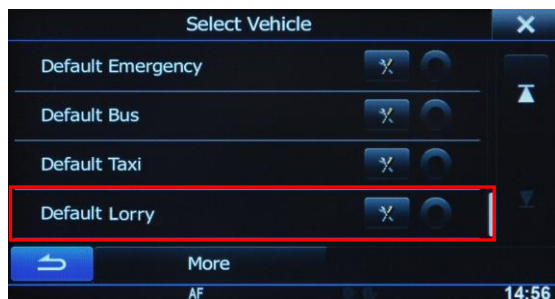 Select Vehicle
Default Emergency
Default Bus
Default Taxi
Default Lorry
More
AF
14:56